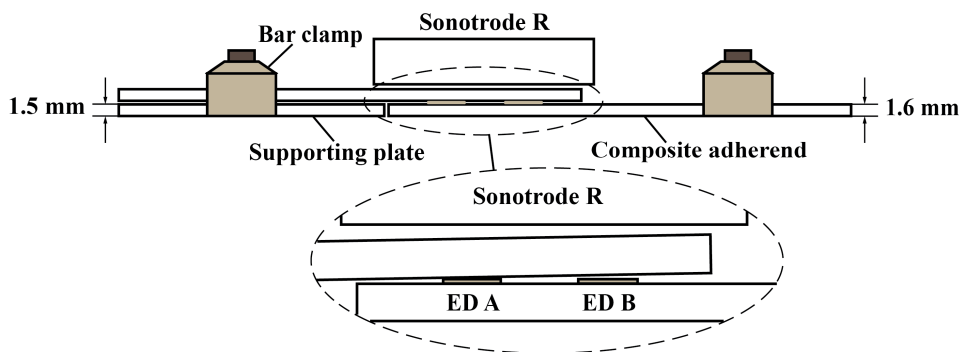 Sonotrode R
Bar clamp
1.5 mm
1.6 mm
Supporting plate
Composite adherend
Sonotrode R
ED A
ED B